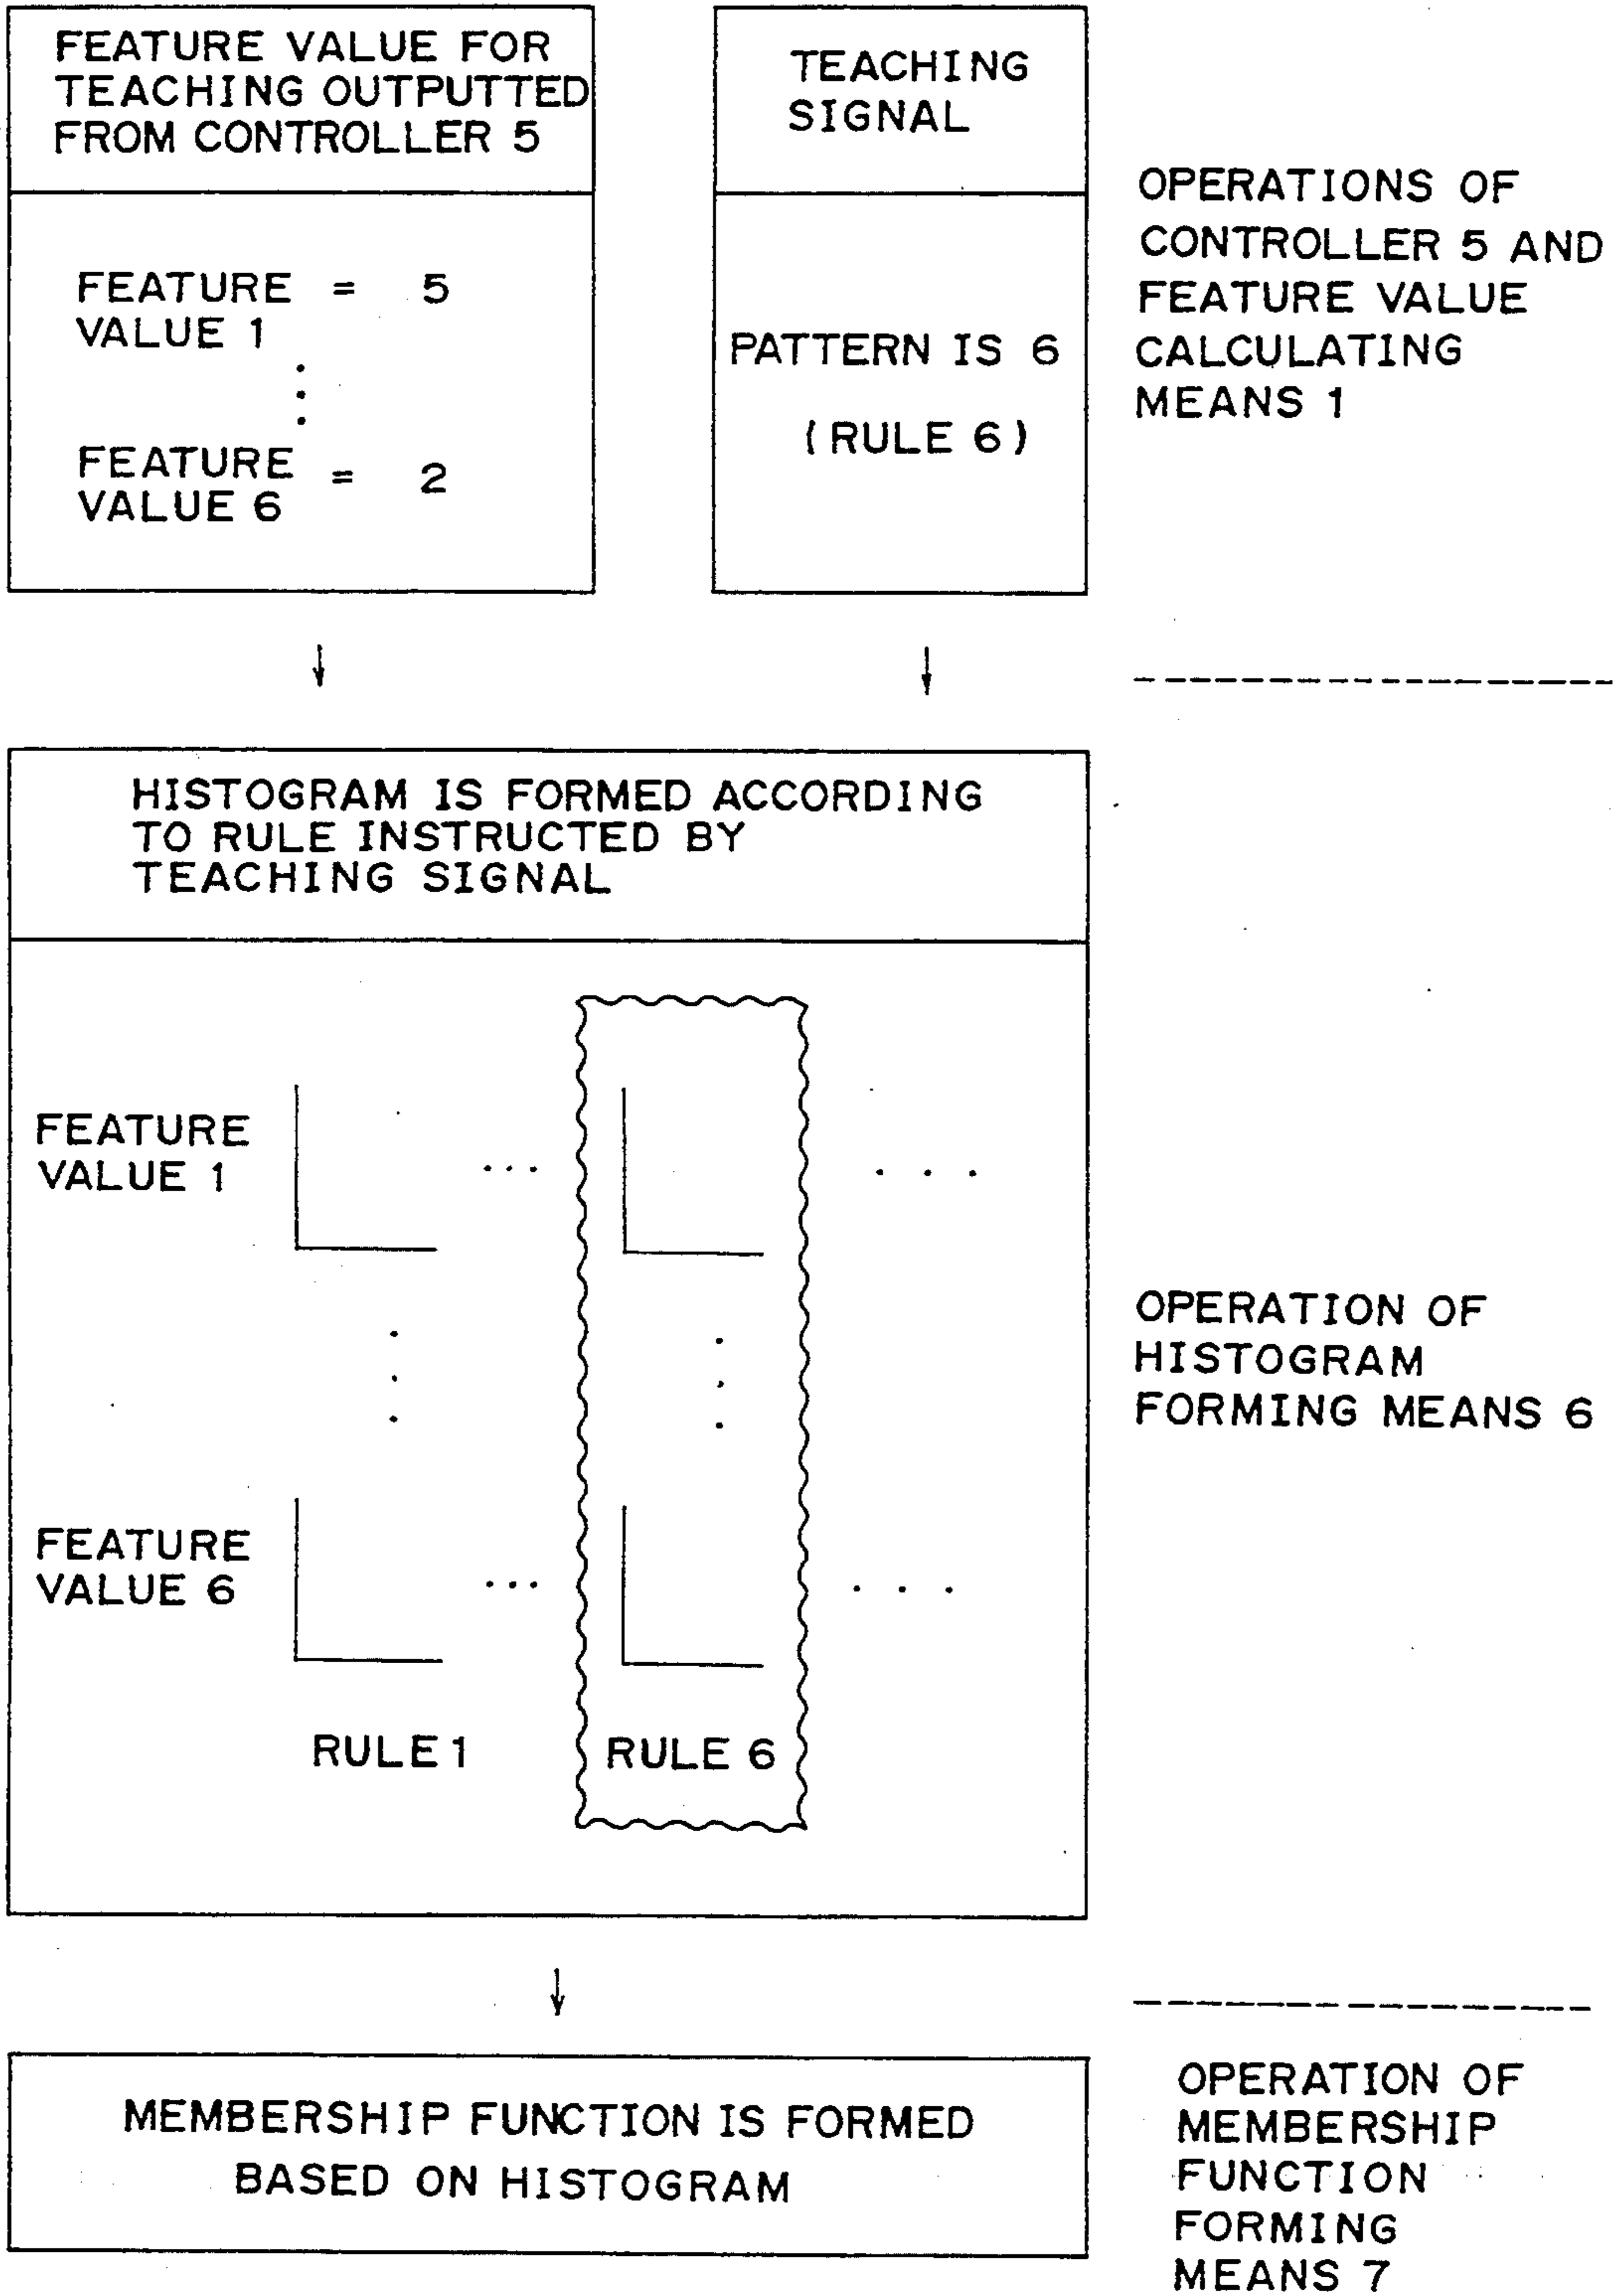 FEATURE VALUE FOR
TEACHING OUTPUTTED
FROM CONTROLLER 5
FEATURE = 5
VALUE 1
FEATURE = 2
VALUE 6
TEACHING
SIGNAL
PATTERN IS 6
(RULE 6)
OPERATIONS OF
CONTROLLER 5 AND
FEATURE VALUE
CALCULATING
MEANS 1
HISTOGRAM IS FORMED ACCORDING
TO RULE INSTRUCTED BY
TEACHING SIGNAL
FEATURE
VALUE 1
... ...
FEATURE
VALUE 6
... ...
RULE 1 RULE 6
OPERATION OF
HISTOGRAM
FORMING MEANS 6
MEMBERSHIP FUNCTION IS FORMED
BASED ON HISTOGRAM
OPERATION OF
MEMBERSHIP
FUNCTION
FORMING
MEANS 7